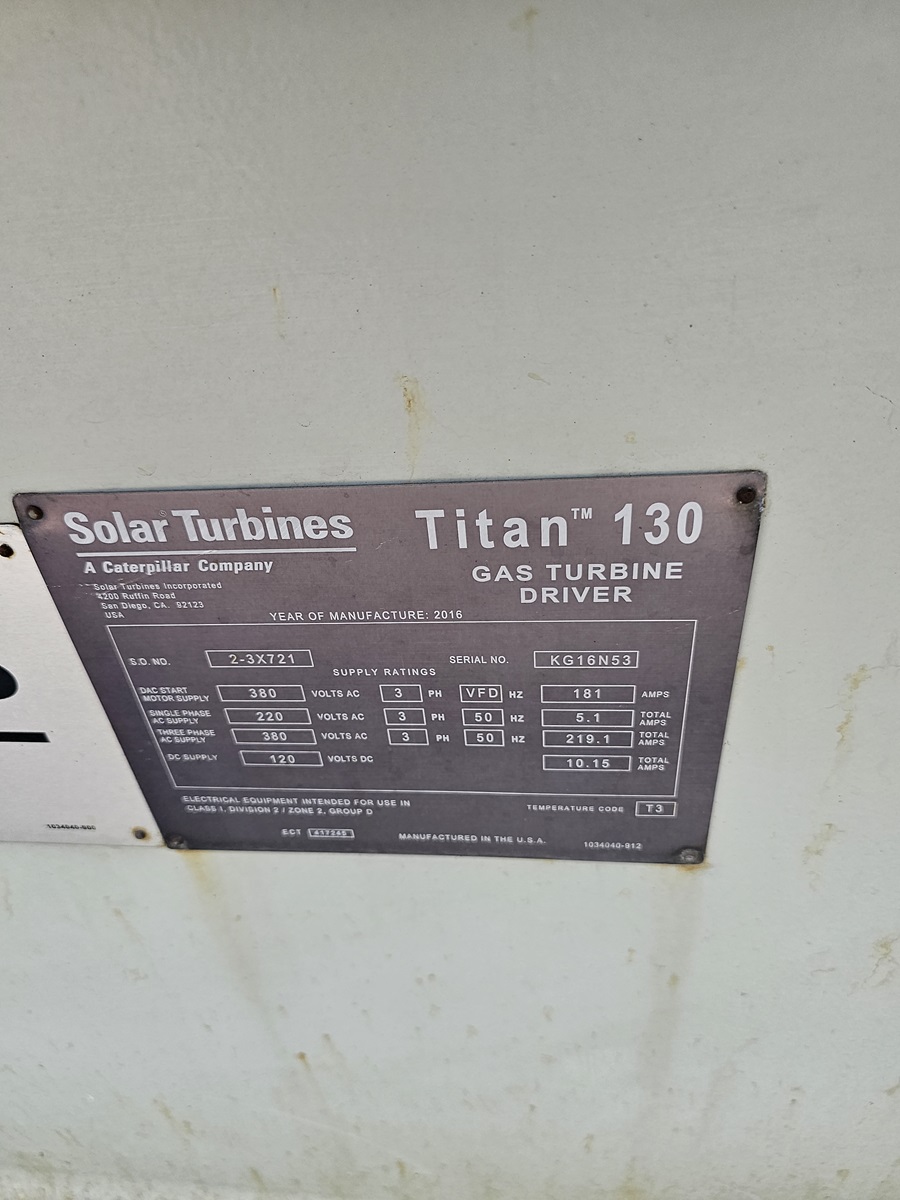 Solar® Turbines
A Caterpillar Company
Solar Turbines Incorporated
4200 Ruffin Road
San Diego, CA. 92123
USA
Titan™ 130
GAS TURBINE
DRIVER
YEAR OF MANUFACTURE: 2016
S.O. NO. 2-3X721 SERIAL NO. KG16N53
SUPPLY RATINGS
DAC START MOTOR SUPPLY 380 VOLTS AC 3 PH VFD HZ 181 AMPS
SINGLE PHASE AC SUPPLY 220 VOLTS AC 3 PH 50 HZ 5.1 TOTAL AMPS
THREE PHASE AC SUPPLY 380 VOLTS AC 3 PH 50 HZ 219.1 TOTAL AMPS
DC SUPPLY 120 VOLTS DC 10.15 TOTAL AMPS
ELECTRICAL EQUIPMENT INTENDED FOR USE IN
CLASS I, DIVISION 2 / ZONE 2, GROUP D
TEMPERATURE CODE T3
ECT
MANUFACTURED IN THE U.S.A.
1034040-912